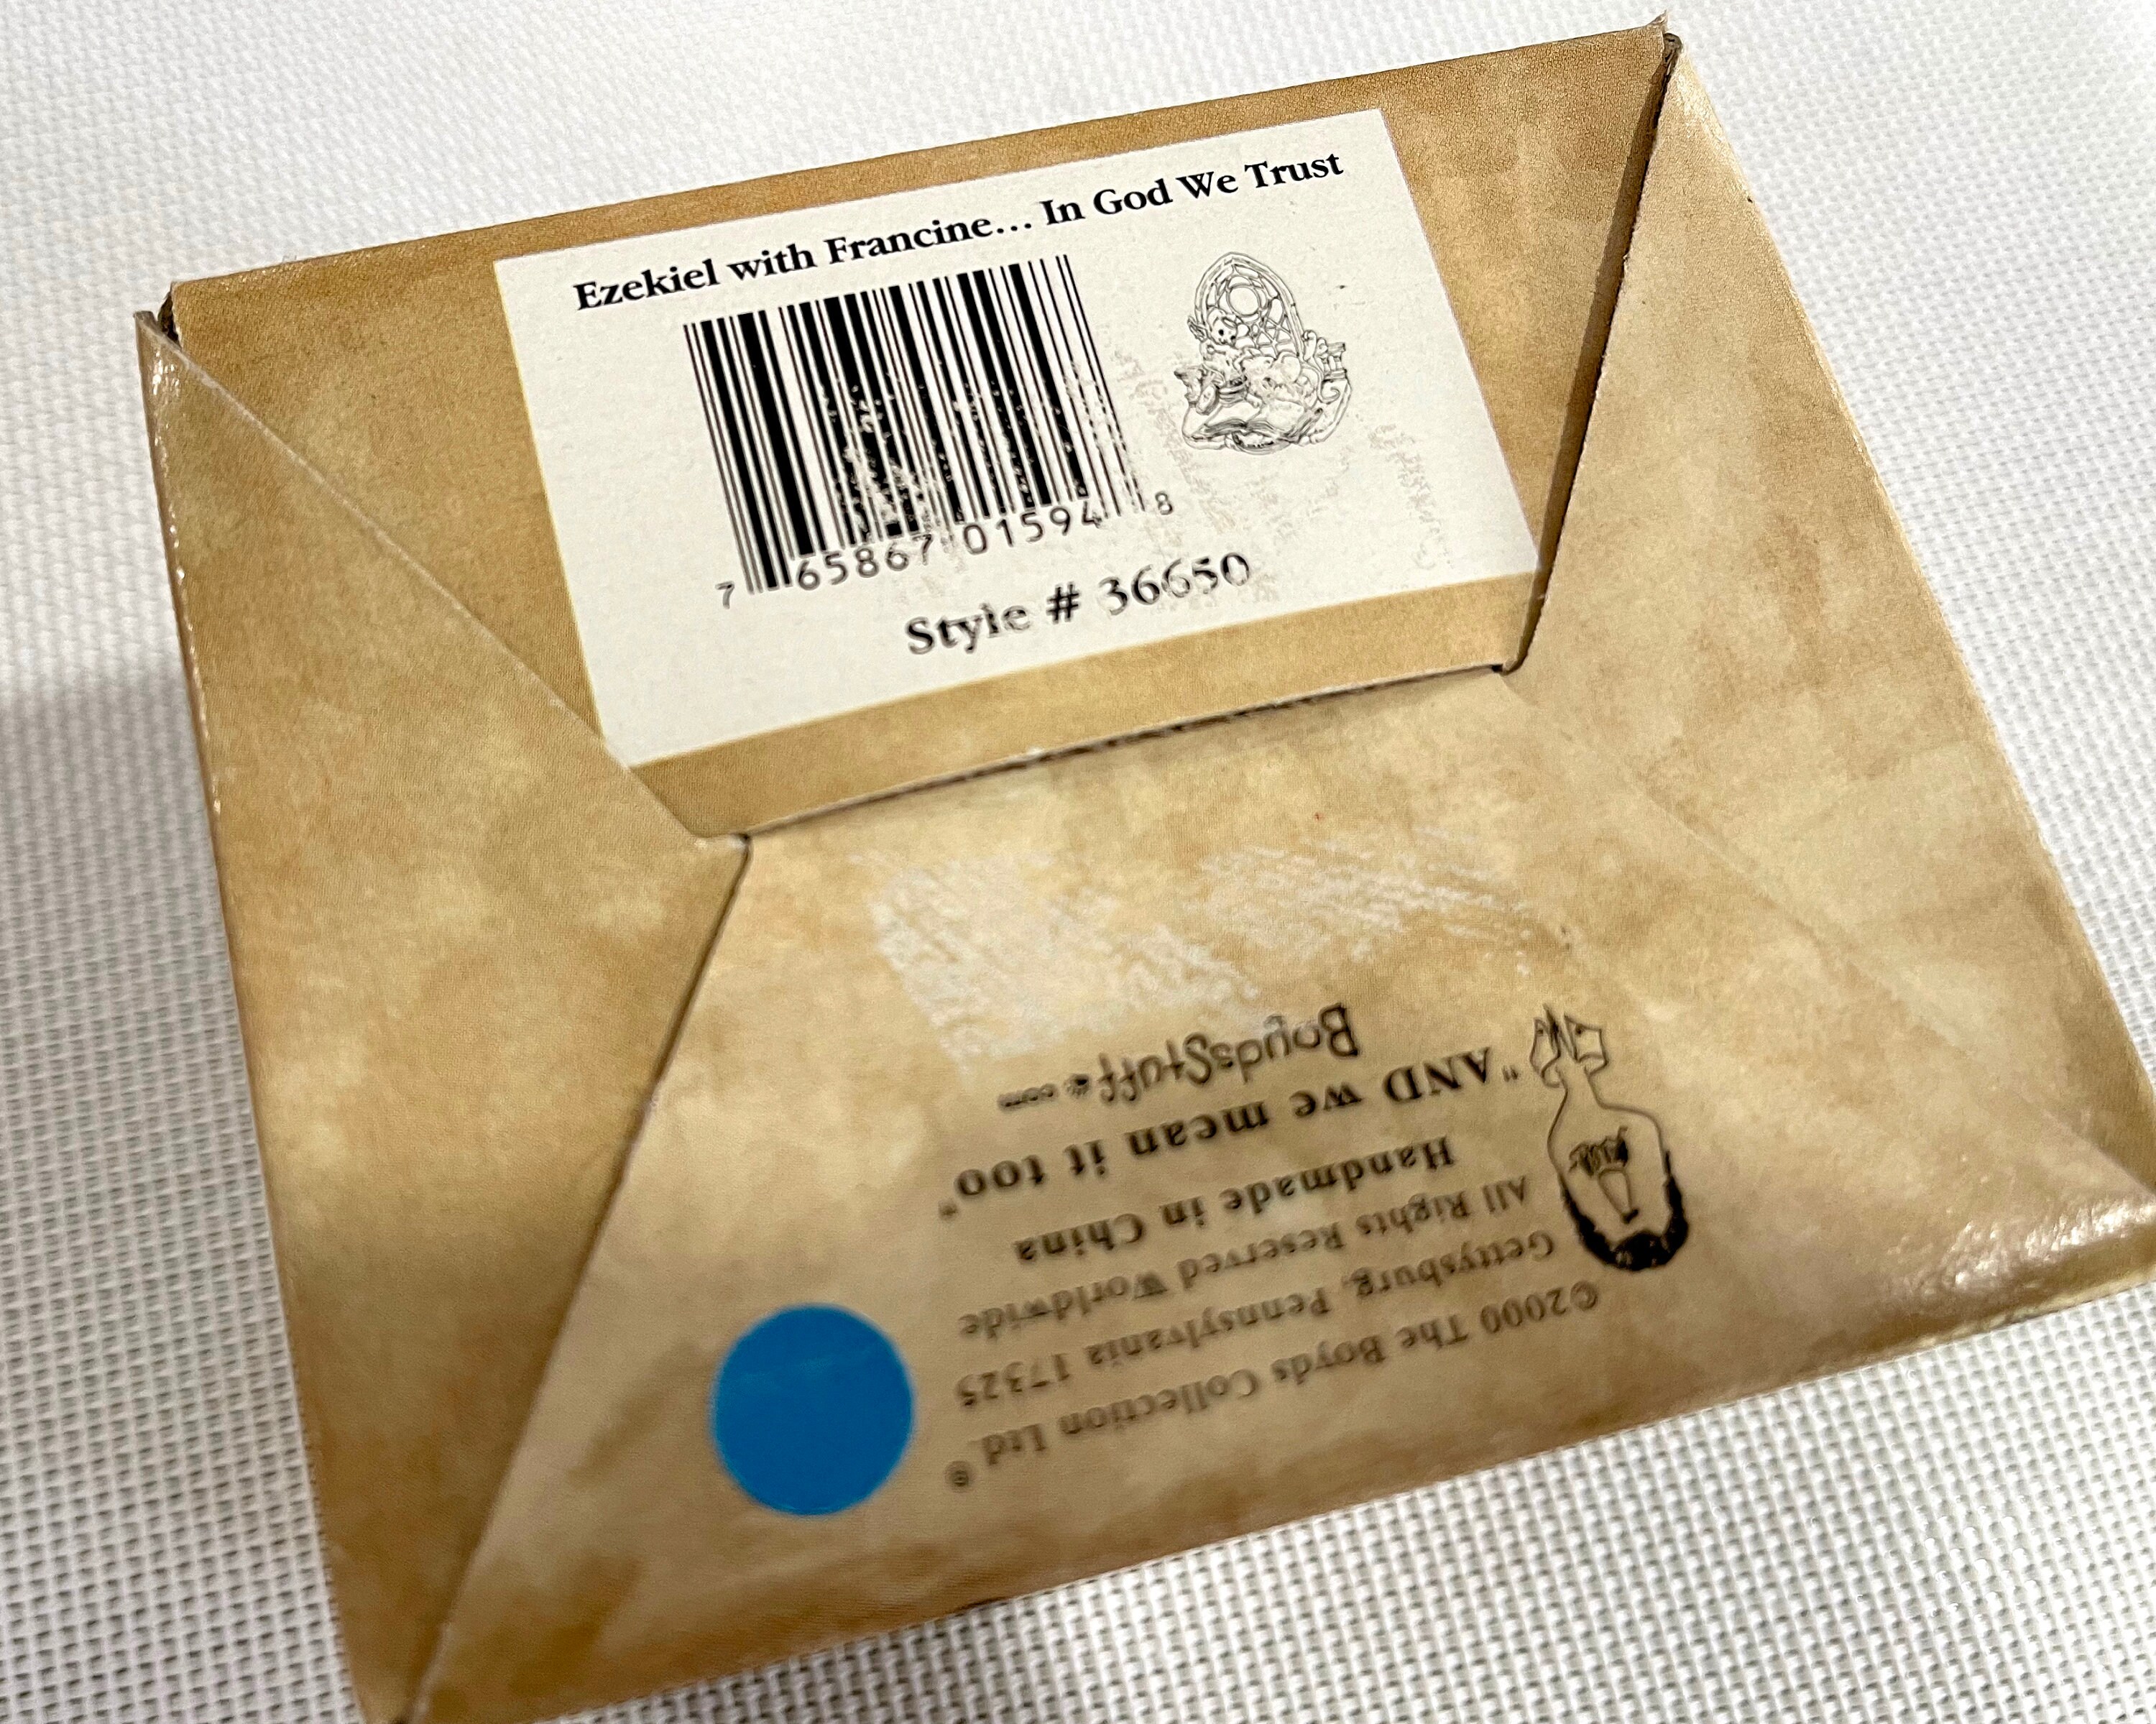 Ezekiel with Francine... In God We Trust
7 65867 01594 8
Style # 36650
©2000 The Boyds Collection Ltd.®
Gettysburg, Pennsylvania 17325
All Rights Reserved Worldwide
Handmade in China
"AND we mean it too"
BoydsStuff.com